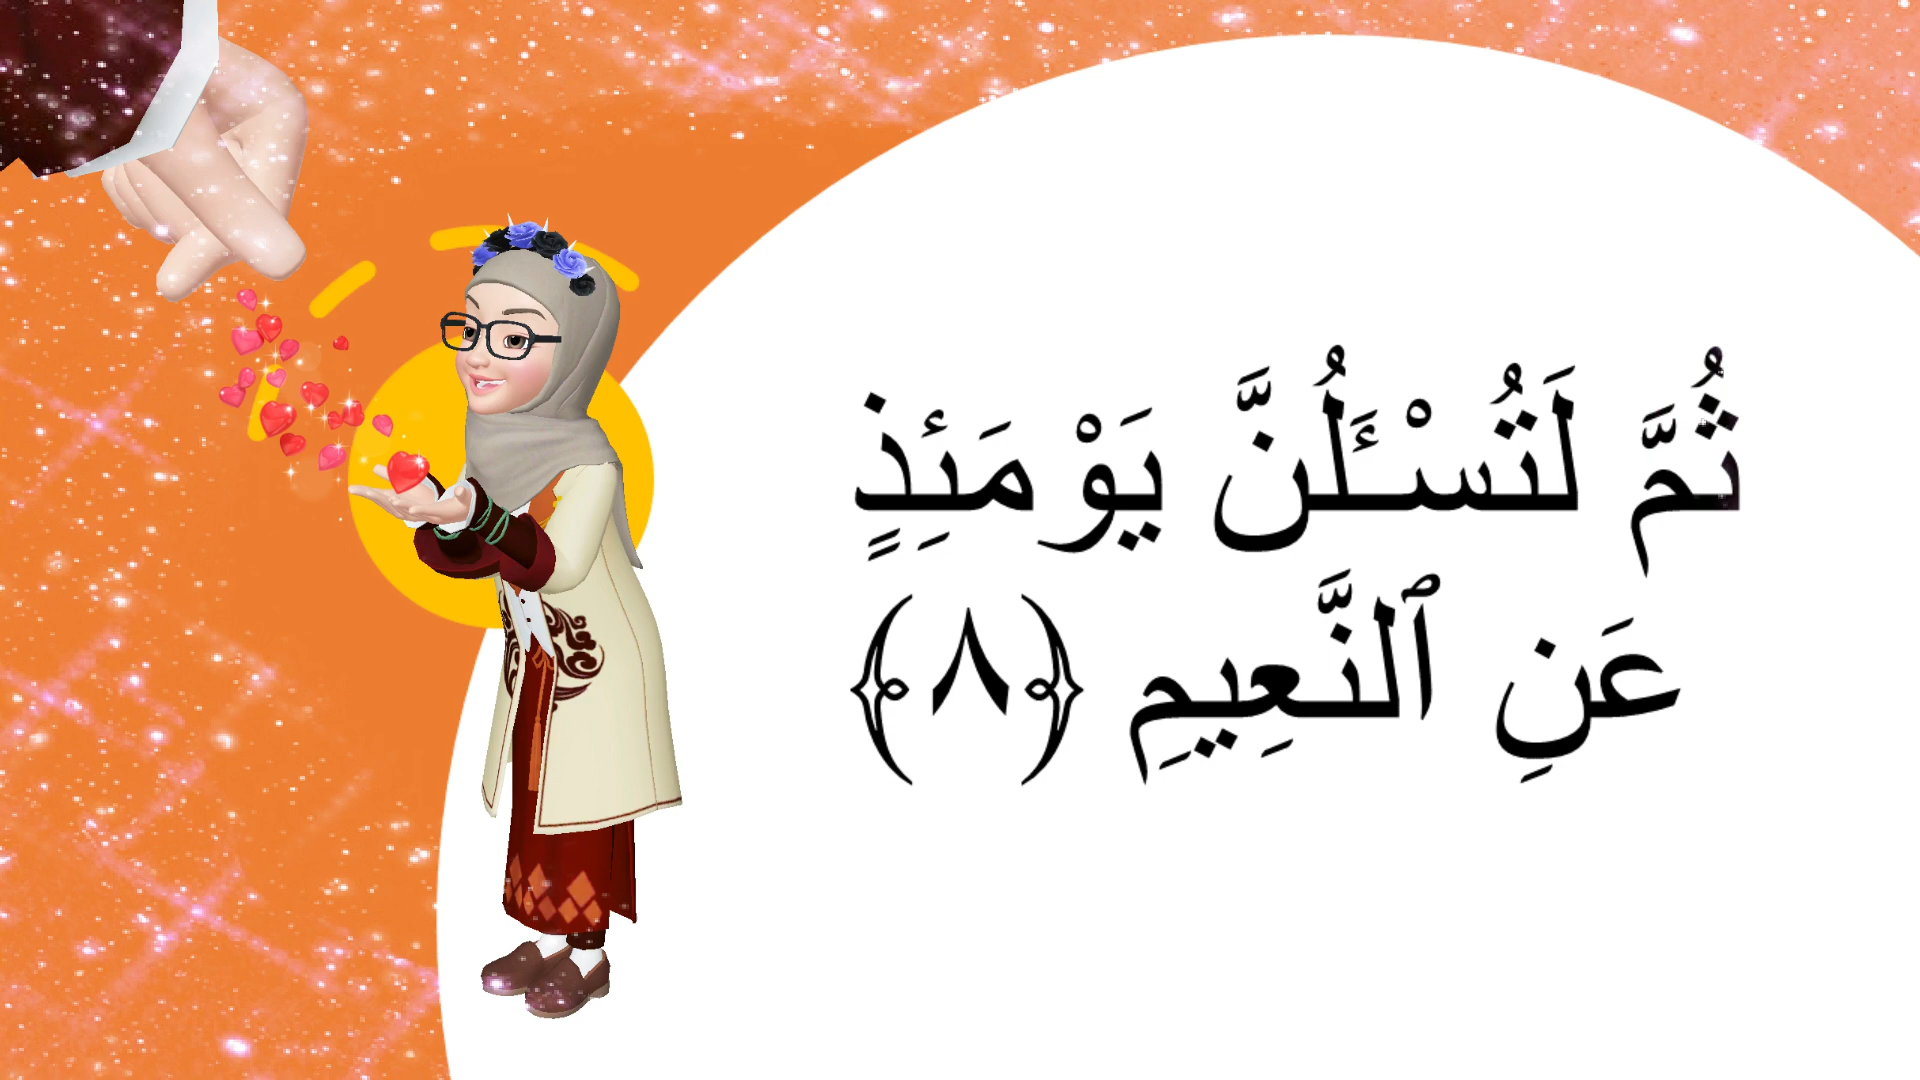 ثُمَّ لَتُسْـَٔلُنَّ يَوْمَئِذٍ
عَنِ ٱلنَّعِيمِ ﴿٨﴾